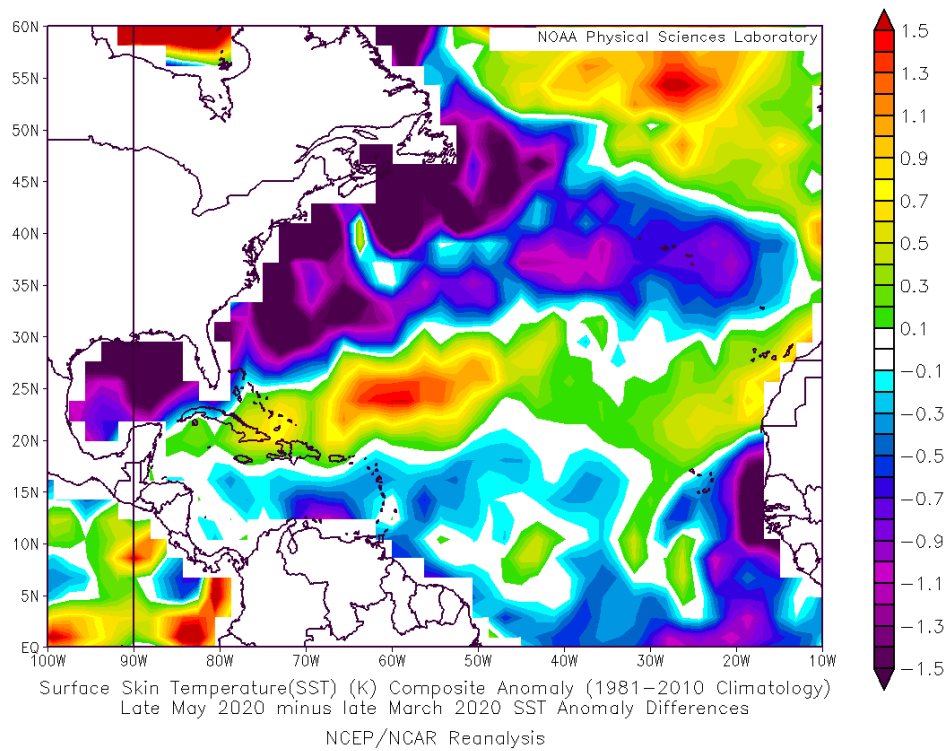 NOAA Physical Sciences Laboratory
60N
55N
50N
45N
40N
35N
30N
25N
20N
15N
10N
5N
EQ
100W 90W 80W 70W 60W 50W 40W 30W 20W 10W
1.5
1.3
1.1
0.9
0.7
0.5
0.3
0.1
−0.1
−0.3
−0.5
−0.7
−0.9
−1.1
−1.3
−1.5
Surface Skin Temperature(SST) (K) Composite Anomaly (1981−2010 Climatology)
Late May 2020 minus late March 2020 SST Anomaly Differences
NCEP/NCAR Reanalysis